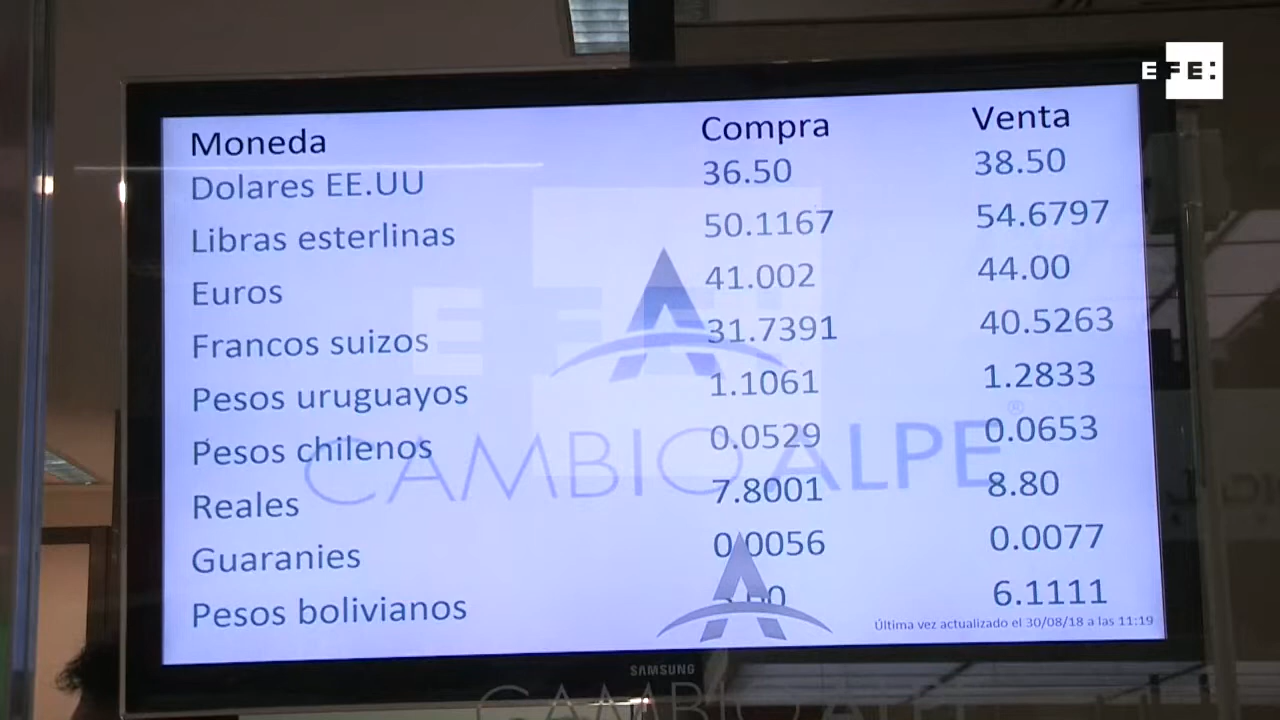 EFE:
Moneda Compra Venta
Dolares EE.UU 36.50 38.50
Libras esterlinas 50.1167 54.6797
Euros 41.002 44.00
Francos suizos 31.7391 40.5263
Pesos uruguayos 1.1061 1.2833
Pesos chilenos 0.0529 0.0653
CAMBIO ALPE®
Reales 7.8001 8.80
Guaranies 0.0056 0.0077
Pesos bolivianos 6.1111
Última vez actualizado el 30/08/18 a las 11:19
SAMSUNG
CAMBIO ALPE